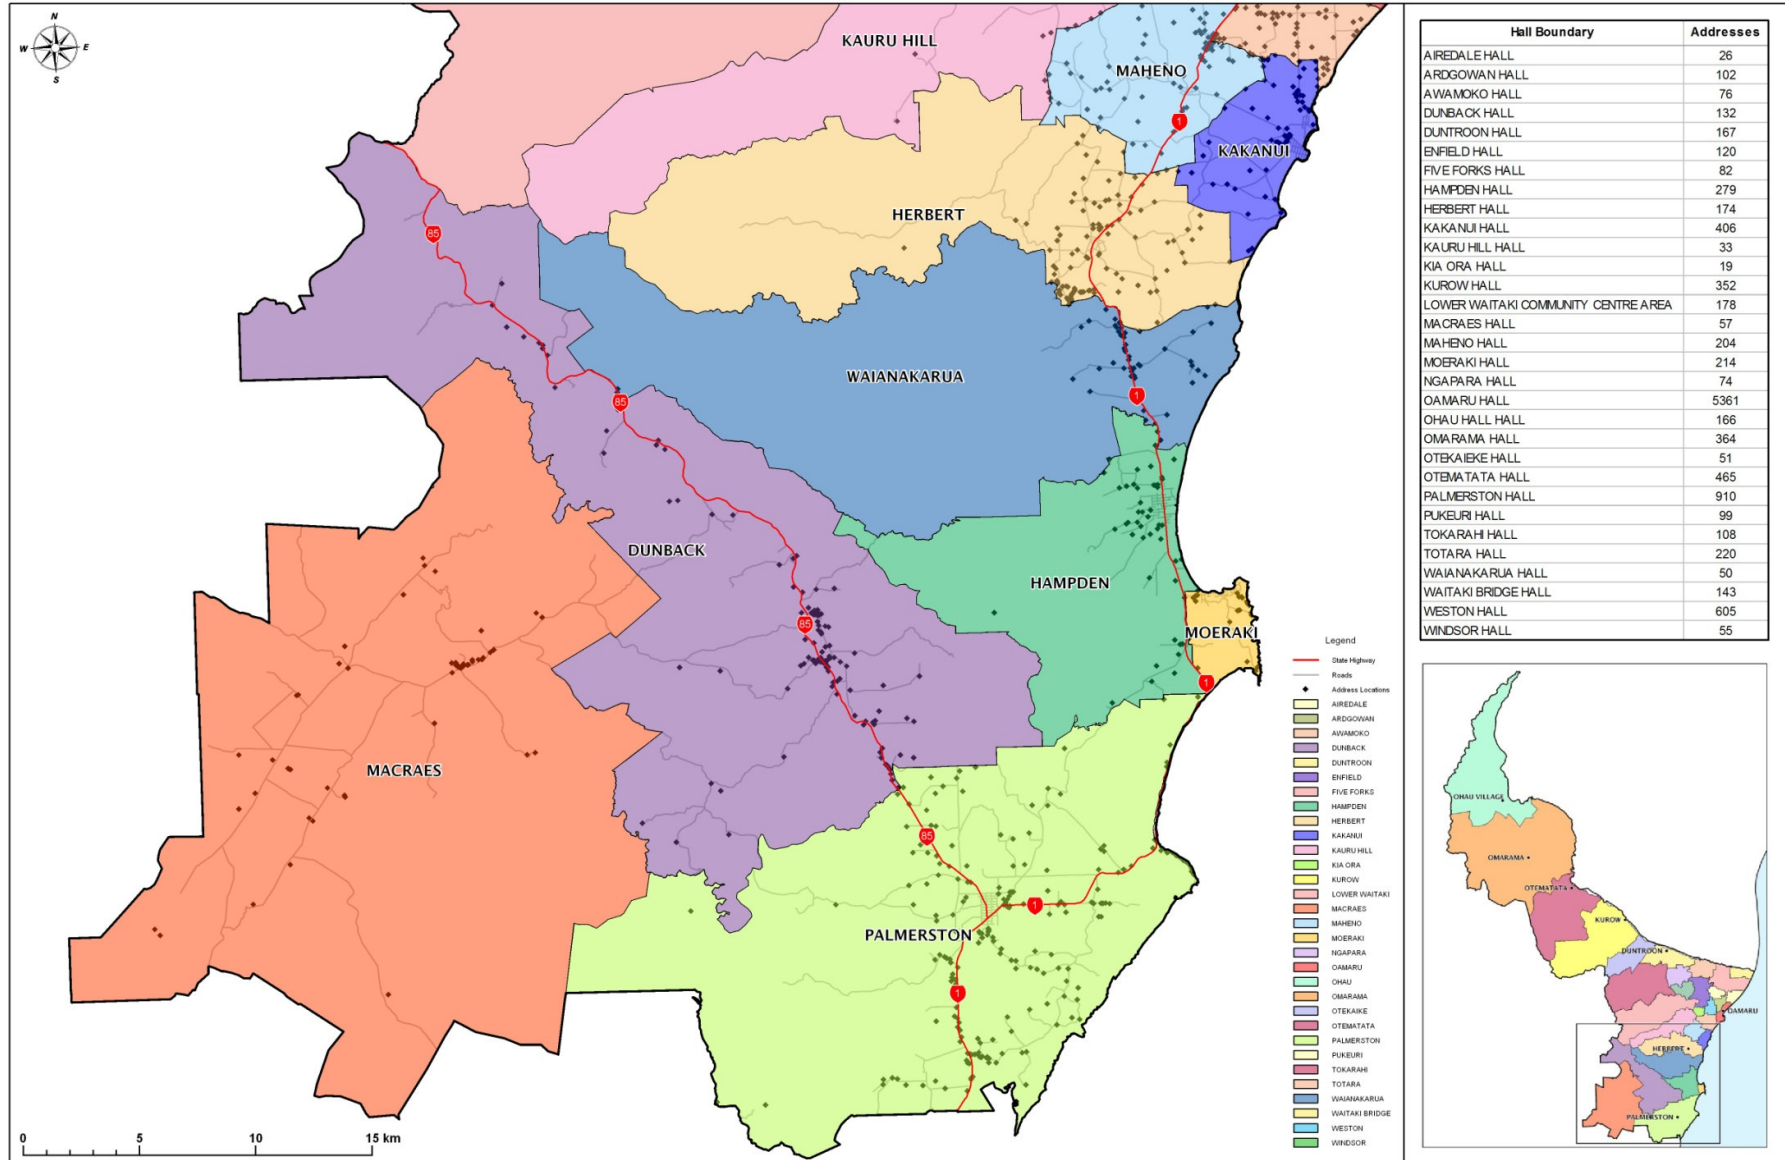 N
W
E
S
KAURU HILL
MAHENO
1
KAKANUI
HERBERT
85
WAIANAKARUA
85
1
DUNBACK
HAMPDEN
85
MOERAKI
1
MACRAES
85
1
PALMERSTON
1
0 5 10 15 km
Legend
State Highway
Roads
Address Locations
AIREDALE
ARDGOWAN
AWAMOKO
DUNBACK
DUNTROON
ENFIELD
FIVE FORKS
HAMPDEN
HERBERT
KAKANUI
KAURU HILL
KIA ORA
KUROW
LOWER WAITAKI
MACRAES
MAHENO
MOERAKI
NGAPARA
OAMARU
OHAU
OMARAMA
OTEKAIKE
OTEMATATA
PALMERSTON
PUKEURI
TOKARAHI
TOTARA
WAIANAKARUA
WAITAKI BRIDGE
WESTON
WINDSOR
Hall Boundary Addresses
AIREDALE HALL 26
ARDGOWAN HALL 102
AWAMOKO HALL 76
DUNBACK HALL 132
DUNTROON HALL 167
ENFIELD HALL 120
FIVE FORKS HALL 82
HAMPDEN HALL 279
HERBERT HALL 174
KAKANUI HALL 406
KAURU HILL HALL 33
KIA ORA HALL 19
KUROW HALL 352
LOWER WAITAKI COMMUNITY CENTRE AREA 178
MACRAES HALL 57
MAHENO HALL 204
MOERAKI HALL 214
NGAPARA HALL 74
OAMARU HALL 5361
OHAU HALL HALL 166
OMARAMA HALL 364
OTEKAIEKE HALL 51
OTEMATATA HALL 465
PALMERSTON HALL 910
PUKEURI HALL 99
TOKARAHI HALL 108
TOTARA HALL 220
WAIANAKARUA HALL 50
WAITAKI BRIDGE HALL 143
WESTON HALL 605
WINDSOR HALL 55
OHAU VILLAGE
OMARAMA
OTEMATATA
KUROW
DUNTROON
OAMARU
HERBERT
PALMERSTON